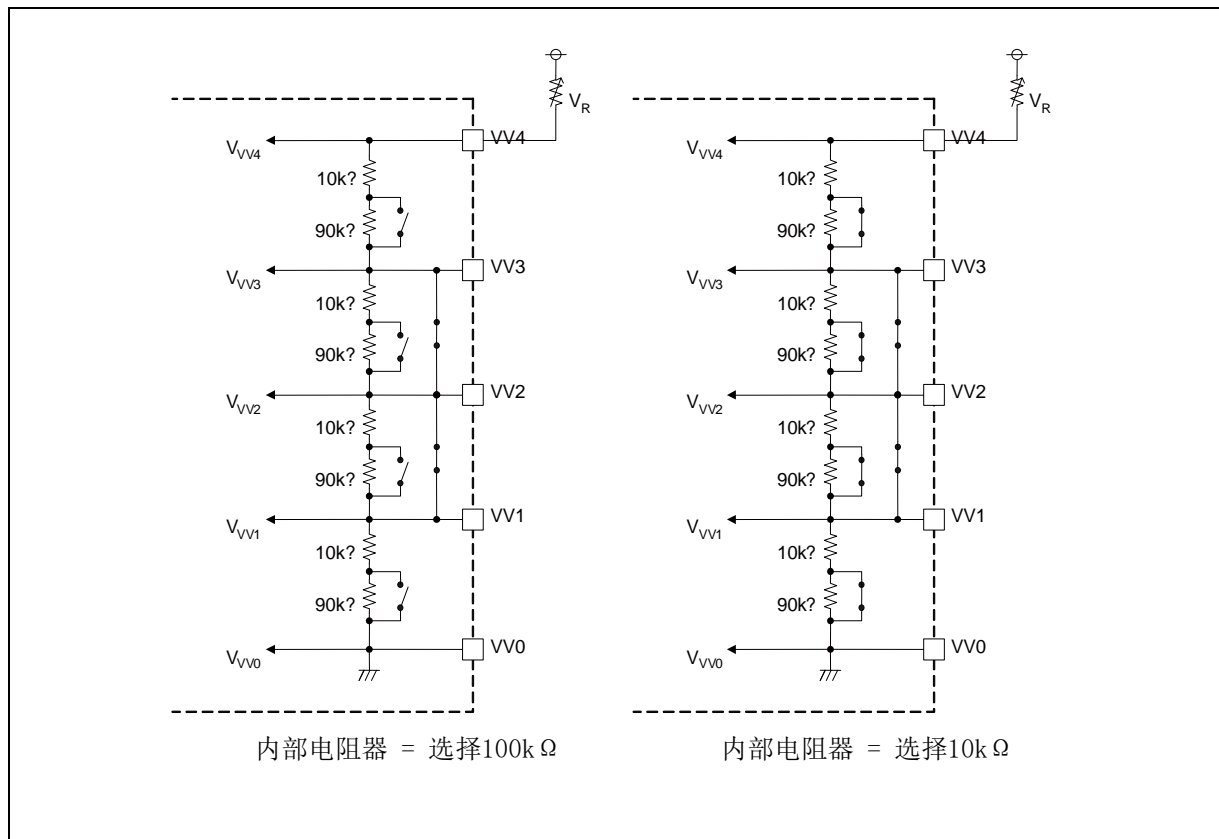 V_R
VV4
V_VV4
10k?
90k?
VV3
V_VV3
10k?
90k?
VV2
V_VV2
10k?
90k?
VV1
V_VV1
10k?
90k?
VV0
V_VV0
内部电阻器 = 选择100kΩ
V_R
VV4
V_VV4
10k?
90k?
VV3
V_VV3
10k?
90k?
VV2
V_VV2
10k?
90k?
VV1
V_VV1
10k?
90k?
VV0
V_VV0
内部电阻器 = 选择10kΩ